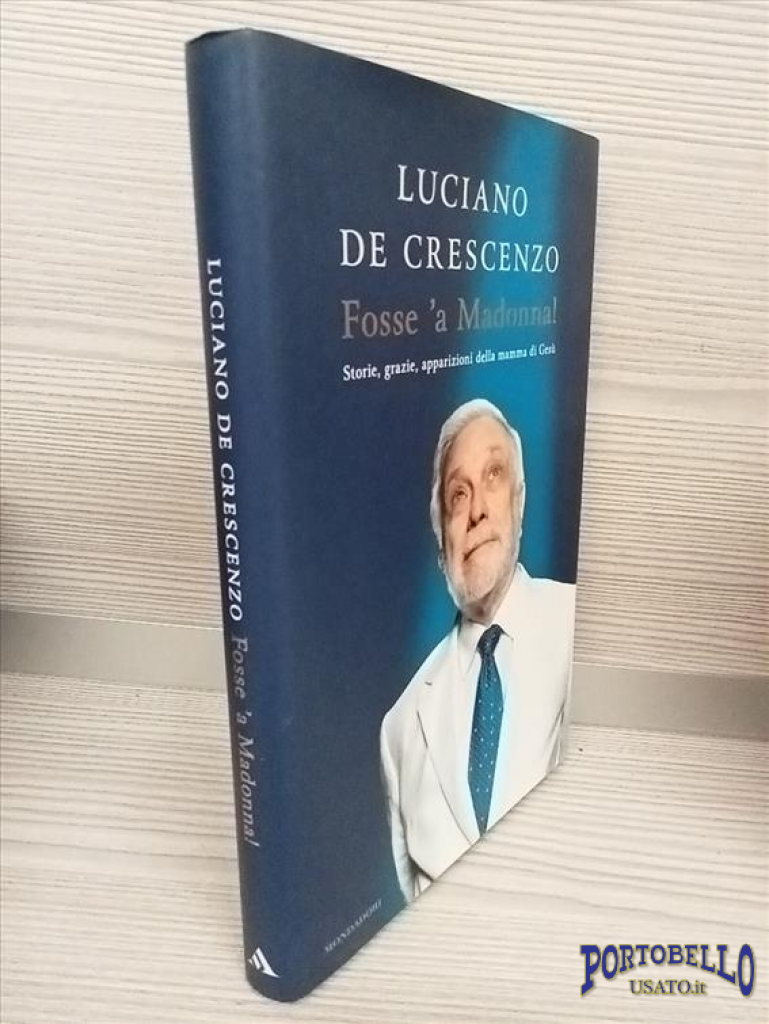 LUCIANO
DE CRESCENZO
Fosse 'a Madonna!
Storie, grazie, apparizioni della mamma di Gesù
MONDADORI
LUCIANO DE CRESCENZO Fosse 'a Madonna!
PORTOBELLO
USATO.it